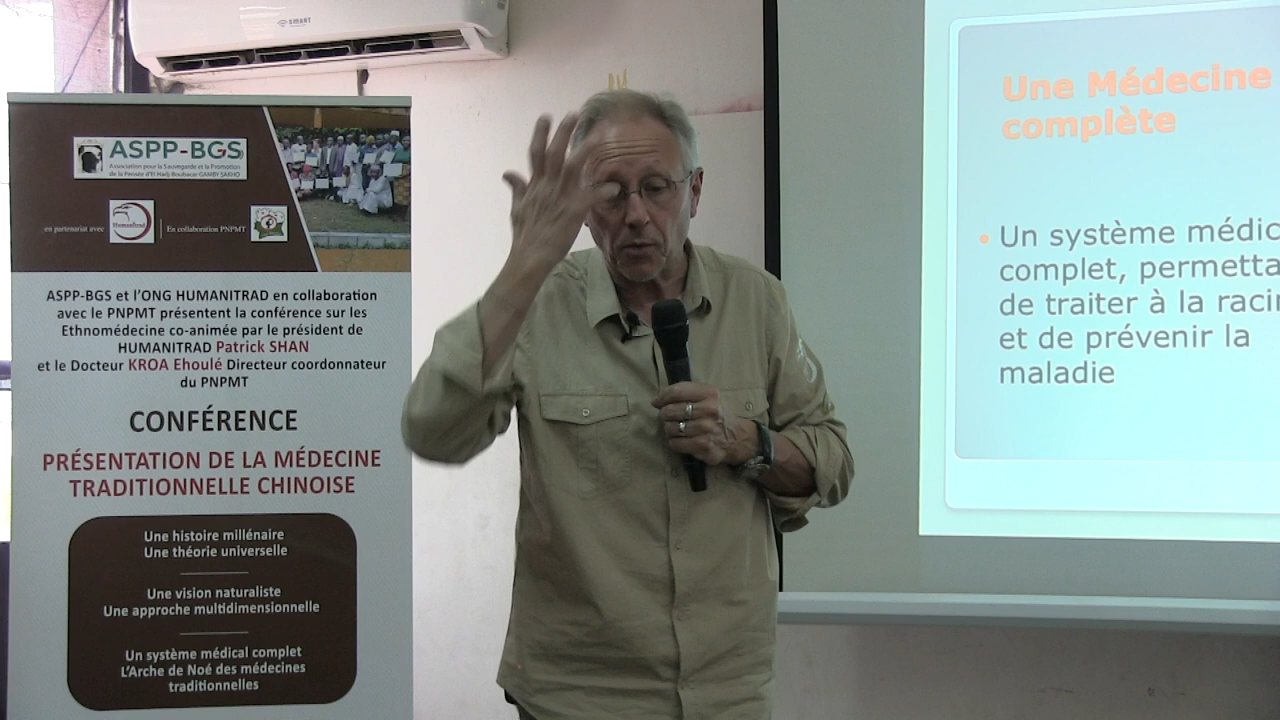 SMART
ASPP-BGS
Association pour la Sauvegarde et la Promotion
de la Pensée d'El Hadj Boubacar GAMBY SAKHO
en partenariat avec
Humanitrad
En collaboration PNPMT
ASPP-BGS et l'ONG HUMANITRAD en collaboration
avec le PNPMT présentent la conférence sur les
Ethnomédecine co-animée par le président de
HUMANITRAD Patrick SHAN
et le Docteur KROA Ehoulé Directeur coordonnateur
du PNPMT
CONFÉRENCE
PRÉSENTATION DE LA MÉDECINE
TRADITIONNELLE CHINOISE
Une histoire millénaire
Une théorie universelle
Une vision naturaliste
Une approche multidimensionnelle
Un système médical complet
L'Arche de Noé des médecines
traditionnelles
Une Médecine
complète
• Un système médic
complet, permetta
de traiter à la racin
et de prévenir la
maladie